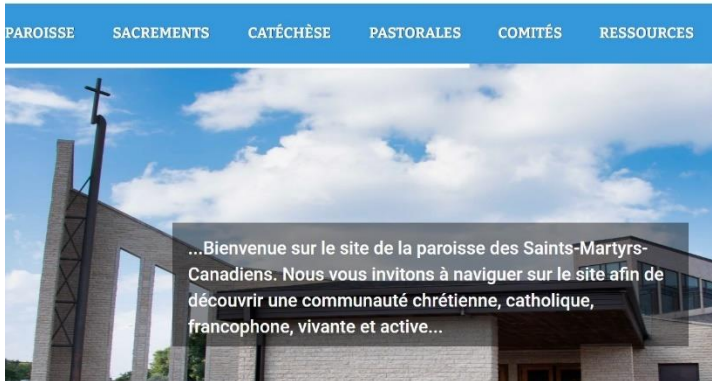 PAROISSE SACREMENTS CATÉCHÈSE PASTORALES COMITÉS RESSOURCES
...Bienvenue sur le site de la paroisse des Saints-Martyrs-
Canadiens. Nous vous invitons à naviguer sur le site afin de
découvrir une communauté chrétienne, catholique,
francophone, vivante et active...